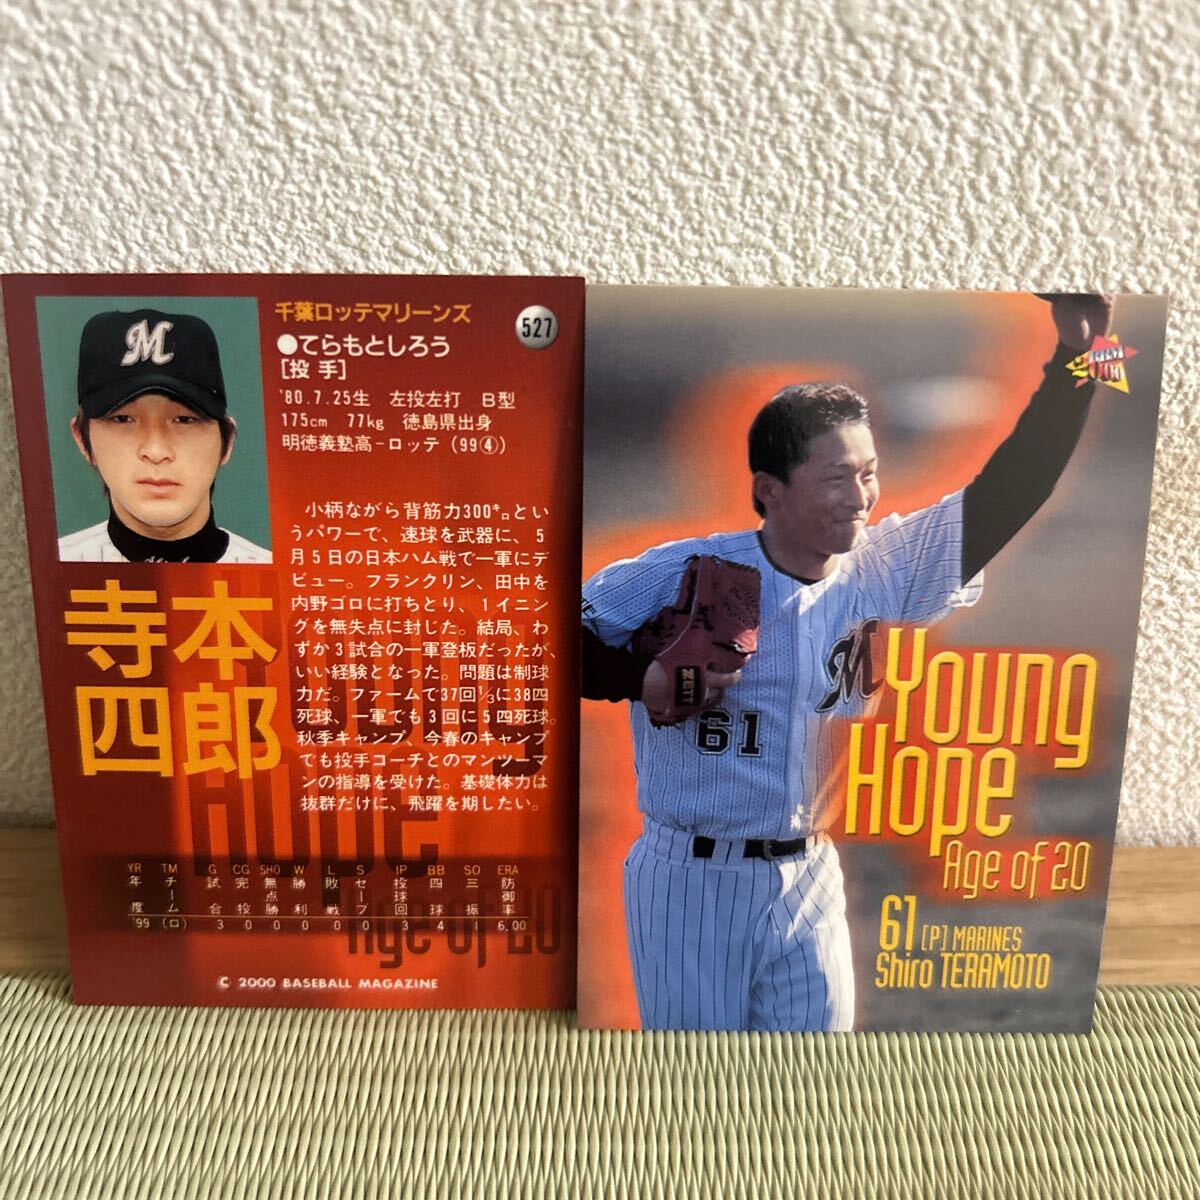 千葉ロッテマリーンズ
527
●てらもとしろう
[投手]
'80.7.25生 左投左打 B型
175cm 77kg 徳島県出身
明徳義塾高－ロッテ（99④）
M
寺本
四郎
小柄ながら背筋力300㌔とい
うパワーで、速球を武器に、5
月5日の日本ハム戦で一軍にデ
ビュー。フランクリン、田中を
内野ゴロに打ちとり、1イニン
グを無失点に封じた。結局、わ
ずか3試合の一軍登板だったが、
いい経験となった。問題は制球
力だ。ファームで37回⅓に38四
死球、一軍でも3回に5四死球。
秋季キャンプ、今春のキャンプ
でも投手コーチとのマンツーマ
ンの指導を受けた。基礎体力は
抜群だけに、飛躍を期したい。
Young
Hope
Age of 20
YR TM G CG SHO W L S IP BB SO ERA
年度 チーム 試合 完投 無点勝 勝利 敗戦 セーブ 投球回 四球 三振 防御率
'99 (ロ) 3 0 0 0 0 0 3 4 1 6.00
© 2000 BASEBALL MAGAZINE
BBM
2000
ZETT
M
61
Young
Hope
Age of 20
61 [P] MARINES
Shiro TERAMOTO